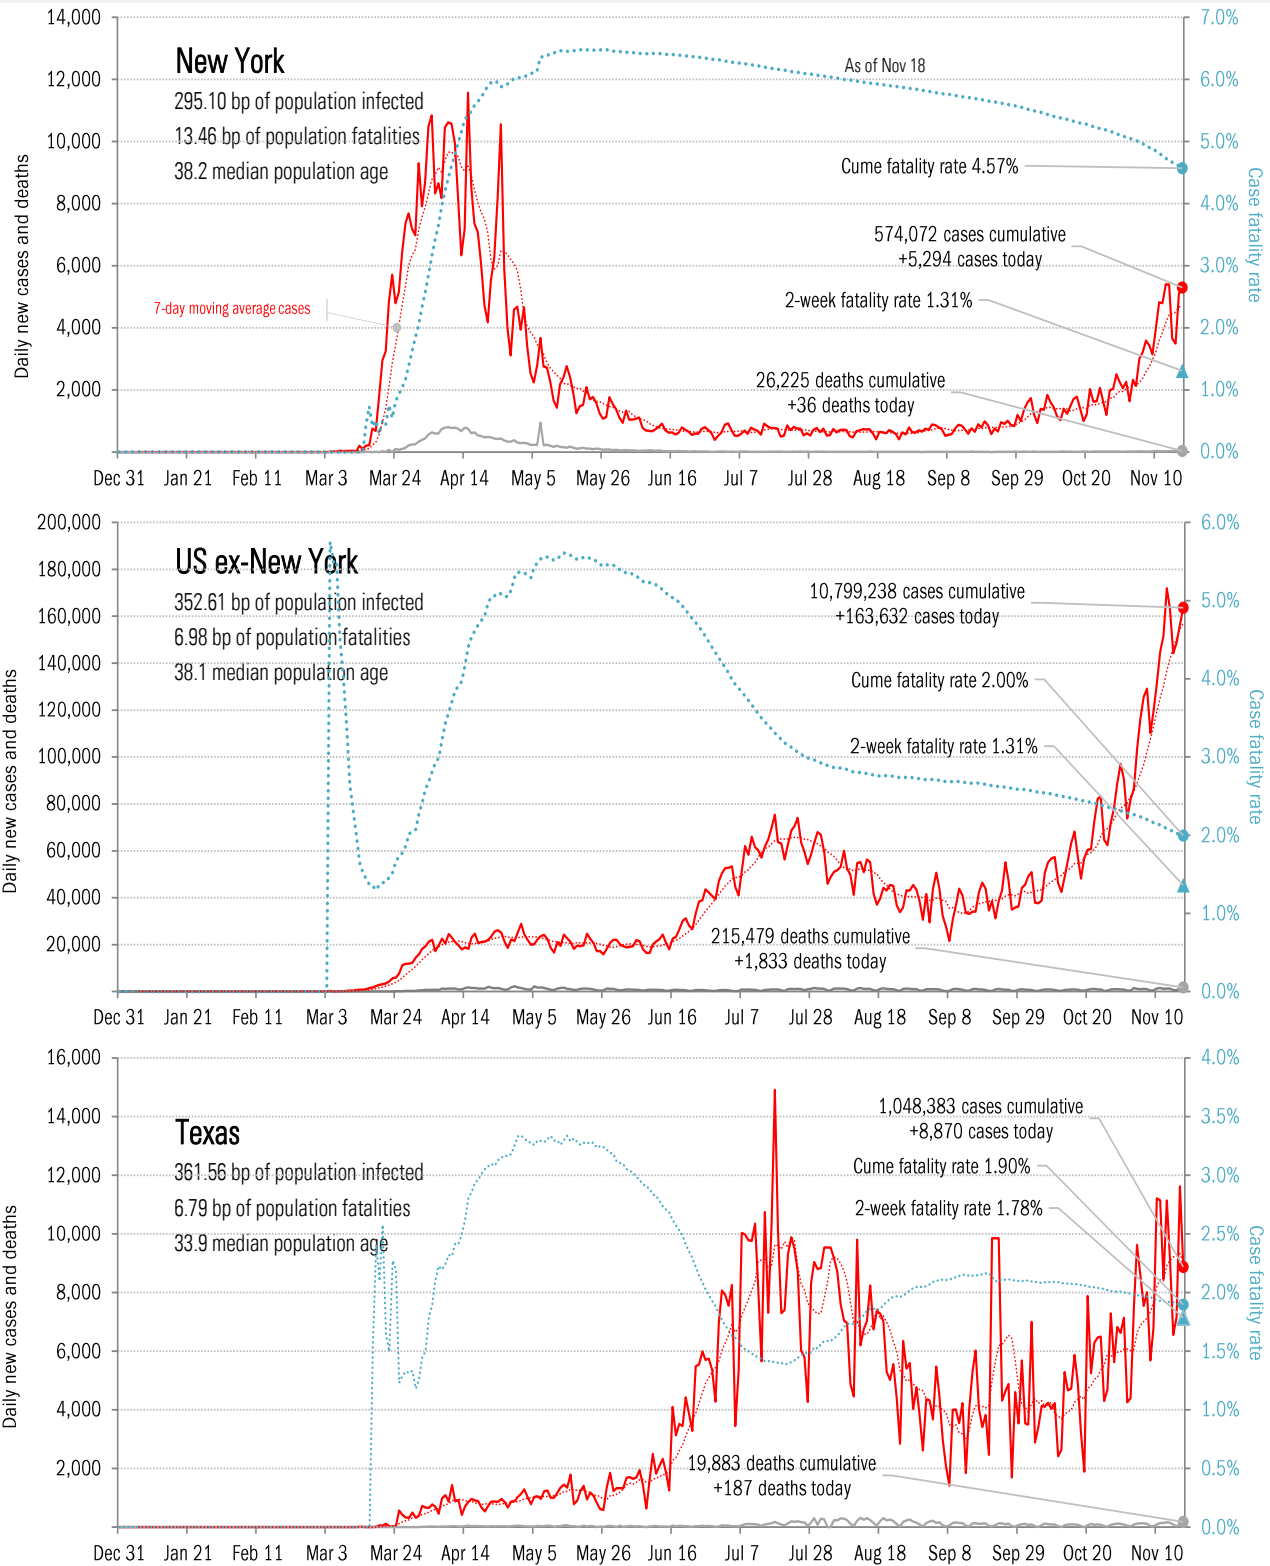 14,000
12,000
10,000
8,000
6,000
4,000
2,000
Daily new cases and deaths
7.0%
6.0%
5.0%
4.0%
3.0%
2.0%
1.0%
0.0%
Case fatality rate
New York
295.10 bp of population infected
13.46 bp of population fatalities
38.2 median population age
7-day moving average cases
As of Nov 18
Cume fatality rate 4.57%
574,072 cases cumulative
+5,294 cases today
2-week fatality rate 1.31%
26,225 deaths cumulative
+36 deaths today
Dec 31 Jan 21 Feb 11 Mar 3 Mar 24 Apr 14 May 5 May 26 Jun 16 Jul 7 Jul 28 Aug 18 Sep 8 Sep 29 Oct 20 Nov 10
200,000
180,000
160,000
140,000
120,000
100,000
80,000
60,000
40,000
20,000
Daily new cases and deaths
6.0%
5.0%
4.0%
3.0%
2.0%
1.0%
0.0%
Case fatality rate
US ex-New York
352.61 bp of population infected
6.98 bp of population fatalities
38.1 median population age
10,799,238 cases cumulative
+163,632 cases today
Cume fatality rate 2.00%
2-week fatality rate 1.31%
215,479 deaths cumulative
+1,833 deaths today
Dec 31 Jan 21 Feb 11 Mar 3 Mar 24 Apr 14 May 5 May 26 Jun 16 Jul 7 Jul 28 Aug 18 Sep 8 Sep 29 Oct 20 Nov 10
16,000
14,000
12,000
10,000
8,000
6,000
4,000
2,000
Daily new cases and deaths
4.0%
3.5%
3.0%
2.5%
2.0%
1.5%
1.0%
0.5%
0.0%
Case fatality rate
Texas
361.56 bp of population infected
6.79 bp of population fatalities
33.9 median population age
1,048,383 cases cumulative
+8,870 cases today
Cume fatality rate 1.90%
2-week fatality rate 1.78%
19,883 deaths cumulative
+187 deaths today
Dec 31 Jan 21 Feb 11 Mar 3 Mar 24 Apr 14 May 5 May 26 Jun 16 Jul 7 Jul 28 Aug 18 Sep 8 Sep 29 Oct 20 Nov 10